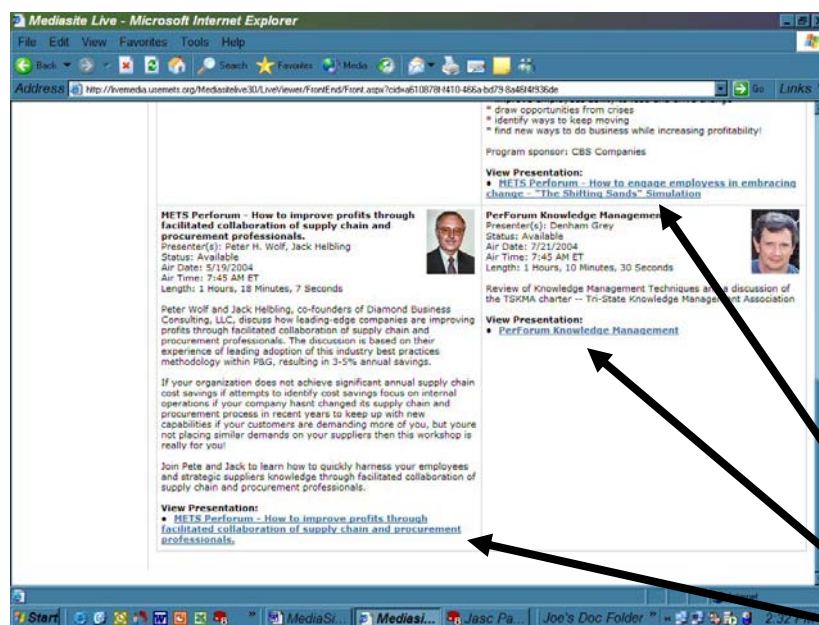 Mediasite Live - Microsoft Internet Explorer
File Edit View Favorites Tools Help
Back Search Favorites Media
Address http://livemedia.usemets.org/Mediasitelive30/LiveViewer/FrontEnd/Front.aspx?cid=a610878f-f410-466a-bd79-8a46f4f936de Go Links
* draw opportunities from crises
* identify ways to keep moving
* find new ways to do business while increasing profitability!
Program sponsor: CBS Companies
View Presentation:
• METS Perforum - How to engage employess in embracing
change - "The Shifting Sands" Simulation
METS Perforum - How to improve profits through
facilitated collaboration of supply chain and
procurement professionals.
Presenter(s): Peter H. Wolf, Jack Helbling
Status: Available
Air Date: 5/19/2004
Air Time: 7:45 AM ET
Length: 1 Hours, 18 Minutes, 7 Seconds
Peter Wolf and Jack Helbling, co-founders of Diamond Business
Consulting, LLC, discuss how leading-edge companies are improving
profits through facilitated collaboration of supply chain and
procurement professionals. The discussion is based on their
experience of leading adoption of this industry best practices
methodology within P&G, resulting in 3-5% annual savings.
If your organization does not achieve significant annual supply chain
cost savings if attempts to identify cost savings focus on internal
operations if your company hasnt changed its supply chain and
procurement process in recent years to keep up with new
capabilities if your customers are demanding more of you, but youre
not placing similar demands on your suppliers then this workshop is
really for you!
Join Pete and Jack to learn how to quickly harness your employees
and strategic suppliers knowledge through facilitated collaboration of
supply chain and procurement professionals.
View Presentation:
• METS Perforum - How to improve profits through
facilitated collaboration of supply chain and procurement
professionals.
PerForum Knowledge Management
Presenter(s): Denham Grey
Status: Available
Air Date: 7/21/2004
Air Time: 7:45 AM ET
Length: 1 Hours, 10 Minutes, 30 Seconds
Review of Knowledge Management Techniques and a discussion of
the TSKMA charter -- Tri-State Knowledge Management Association
View Presentation:
• PerForum Knowledge Management
Start MediaSi... Mediasi... Jasc Pa... Joe's Doc Folder 2:32 PM